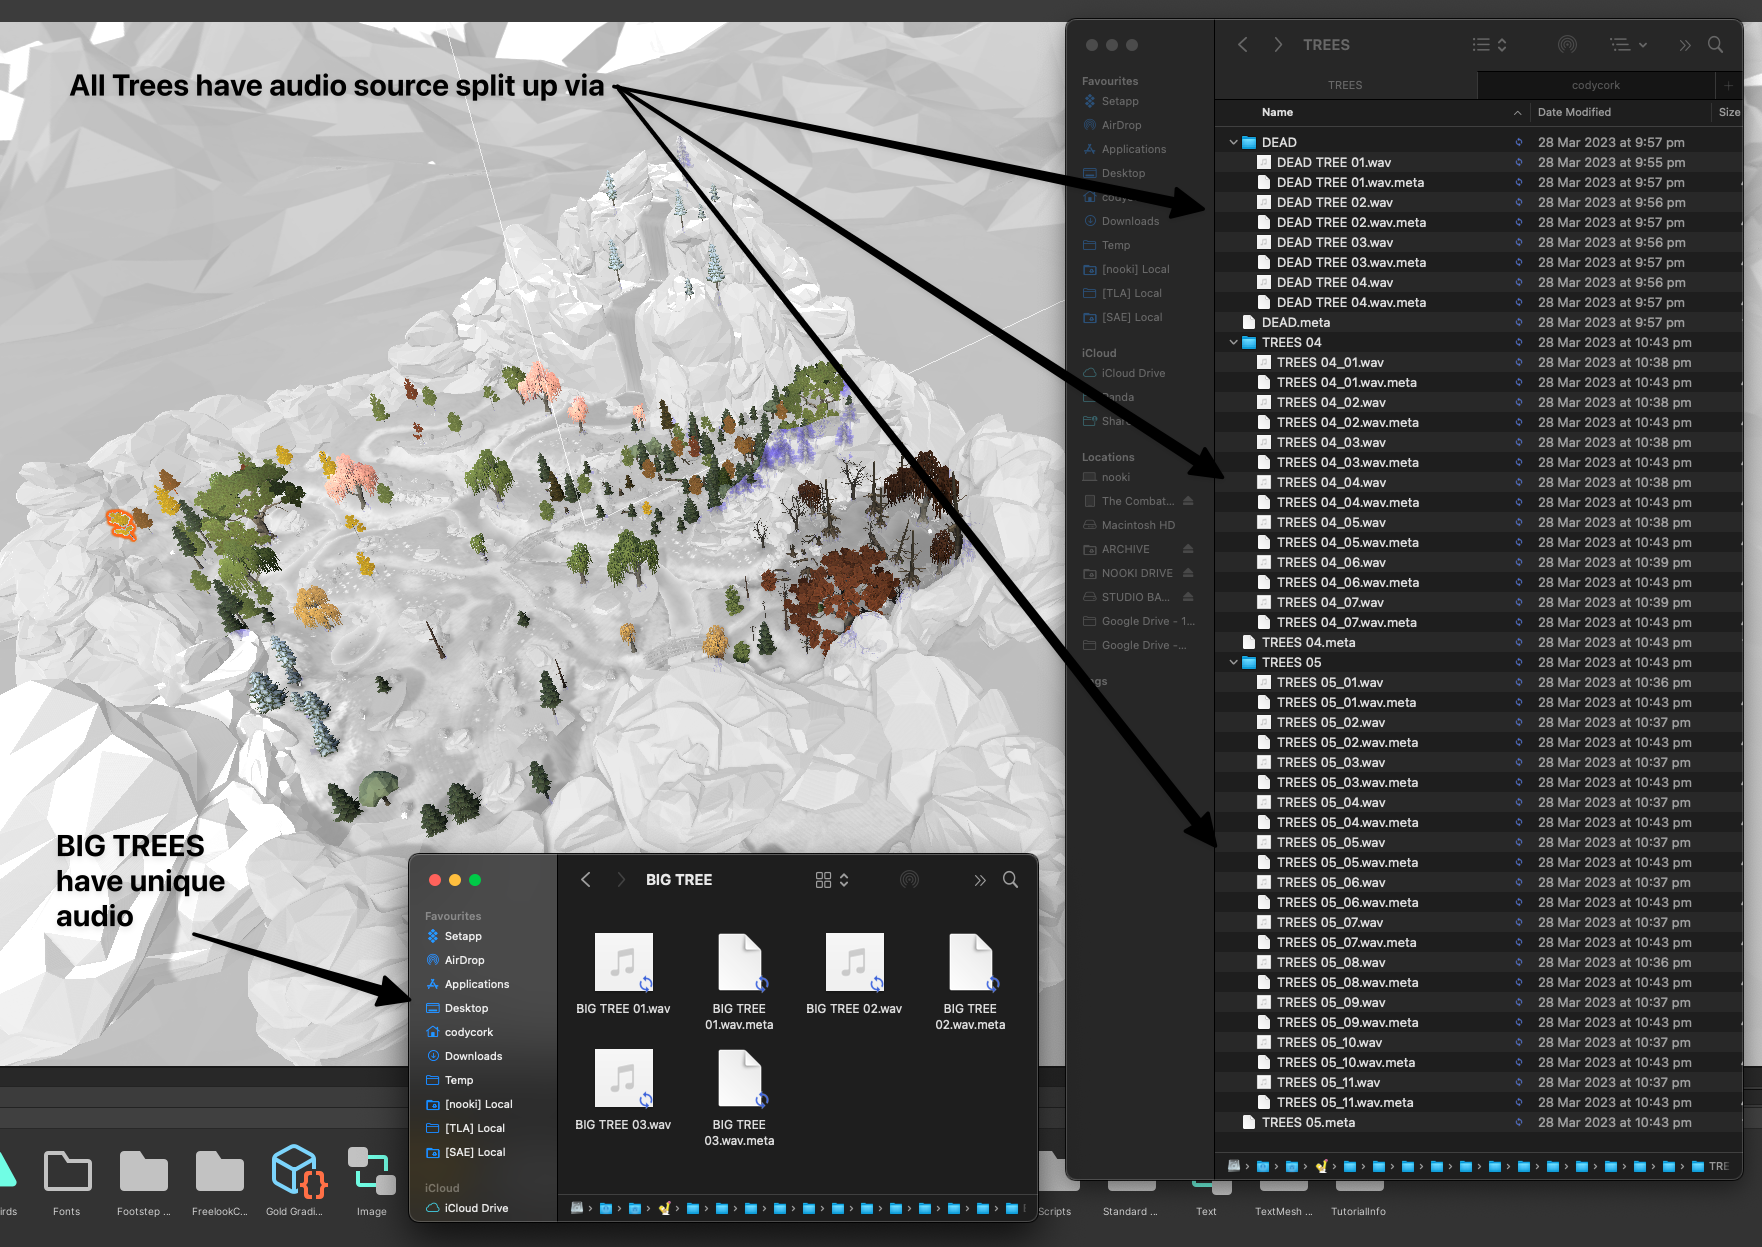 All Trees have audio source split up via
BIG TREES
have unique
audio
TREES
TREES
codycork
Favourites
Setapp
AirDrop
Applications
Desktop
Downloads
Temp
[nooki] Local
[TLA] Local
[SAE] Local
iCloud
iCloud Drive
Locations
nooki
The Combat...
Macintosh HD
ARCHIVE
NOOKI DRIVE
STUDIO BA...
Google Drive - 1...
Google Drive -...
Name Date Modified Size
DEAD 28 Mar 2023 at 9:57 pm
DEAD TREE 01.wav 28 Mar 2023 at 9:55 pm
DEAD TREE 01.wav.meta 28 Mar 2023 at 9:57 pm
DEAD TREE 02.wav 28 Mar 2023 at 9:56 pm
DEAD TREE 02.wav.meta 28 Mar 2023 at 9:57 pm
DEAD TREE 03.wav 28 Mar 2023 at 9:56 pm
DEAD TREE 03.wav.meta 28 Mar 2023 at 9:57 pm
DEAD TREE 04.wav 28 Mar 2023 at 9:56 pm
DEAD TREE 04.wav.meta 28 Mar 2023 at 9:57 pm
DEAD.meta 28 Mar 2023 at 9:57 pm
TREES 04 28 Mar 2023 at 10:43 pm
TREES 04_01.wav 28 Mar 2023 at 10:38 pm
TREES 04_01.wav.meta 28 Mar 2023 at 10:43 pm
TREES 04_02.wav 28 Mar 2023 at 10:38 pm
TREES 04_02.wav.meta 28 Mar 2023 at 10:43 pm
TREES 04_03.wav 28 Mar 2023 at 10:38 pm
TREES 04_03.wav.meta 28 Mar 2023 at 10:43 pm
TREES 04_04.wav 28 Mar 2023 at 10:38 pm
TREES 04_04.wav.meta 28 Mar 2023 at 10:43 pm
TREES 04_05.wav 28 Mar 2023 at 10:38 pm
TREES 04_05.wav.meta 28 Mar 2023 at 10:43 pm
TREES 04_06.wav 28 Mar 2023 at 10:39 pm
TREES 04_06.wav.meta 28 Mar 2023 at 10:43 pm
TREES 04_07.wav 28 Mar 2023 at 10:39 pm
TREES 04_07.wav.meta 28 Mar 2023 at 10:43 pm
TREES 04.meta 28 Mar 2023 at 10:43 pm
TREES 05 28 Mar 2023 at 10:43 pm
TREES 05_01.wav 28 Mar 2023 at 10:36 pm
TREES 05_01.wav.meta 28 Mar 2023 at 10:43 pm
TREES 05_02.wav 28 Mar 2023 at 10:37 pm
TREES 05_02.wav.meta 28 Mar 2023 at 10:43 pm
TREES 05_03.wav 28 Mar 2023 at 10:37 pm
TREES 05_03.wav.meta 28 Mar 2023 at 10:43 pm
TREES 05_04.wav 28 Mar 2023 at 10:37 pm
TREES 05_04.wav.meta 28 Mar 2023 at 10:43 pm
TREES 05_05.wav 28 Mar 2023 at 10:37 pm
TREES 05_05.wav.meta 28 Mar 2023 at 10:43 pm
TREES 05_06.wav 28 Mar 2023 at 10:37 pm
TREES 05_06.wav.meta 28 Mar 2023 at 10:43 pm
TREES 05_07.wav 28 Mar 2023 at 10:37 pm
TREES 05_07.wav.meta 28 Mar 2023 at 10:43 pm
TREES 05_08.wav 28 Mar 2023 at 10:36 pm
TREES 05_08.wav.meta 28 Mar 2023 at 10:43 pm
TREES 05_09.wav 28 Mar 2023 at 10:37 pm
TREES 05_09.wav.meta 28 Mar 2023 at 10:43 pm
TREES 05_10.wav 28 Mar 2023 at 10:37 pm
TREES 05_10.wav.meta 28 Mar 2023 at 10:43 pm
TREES 05_11.wav 28 Mar 2023 at 10:37 pm
TREES 05_11.wav.meta 28 Mar 2023 at 10:43 pm
TREES 05.meta 28 Mar 2023 at 10:43 pm
TRE
BIG TREE
Favourites
Setapp
AirDrop
Applications
Desktop
codycork
Downloads
Temp
[nooki] Local
[TLA] Local
[SAE] Local
iCloud
iCloud Drive
BIG TREE 01.wav
BIG TREE
01.wav.meta
BIG TREE 02.wav
BIG TREE
02.wav.meta
BIG TREE 03.wav
BIG TREE
03.wav.meta
irds Fonts Footstep ... FreelookC... Gold Gradi... Image Scripts Standard ... Text TextMesh ... TutorialInfo